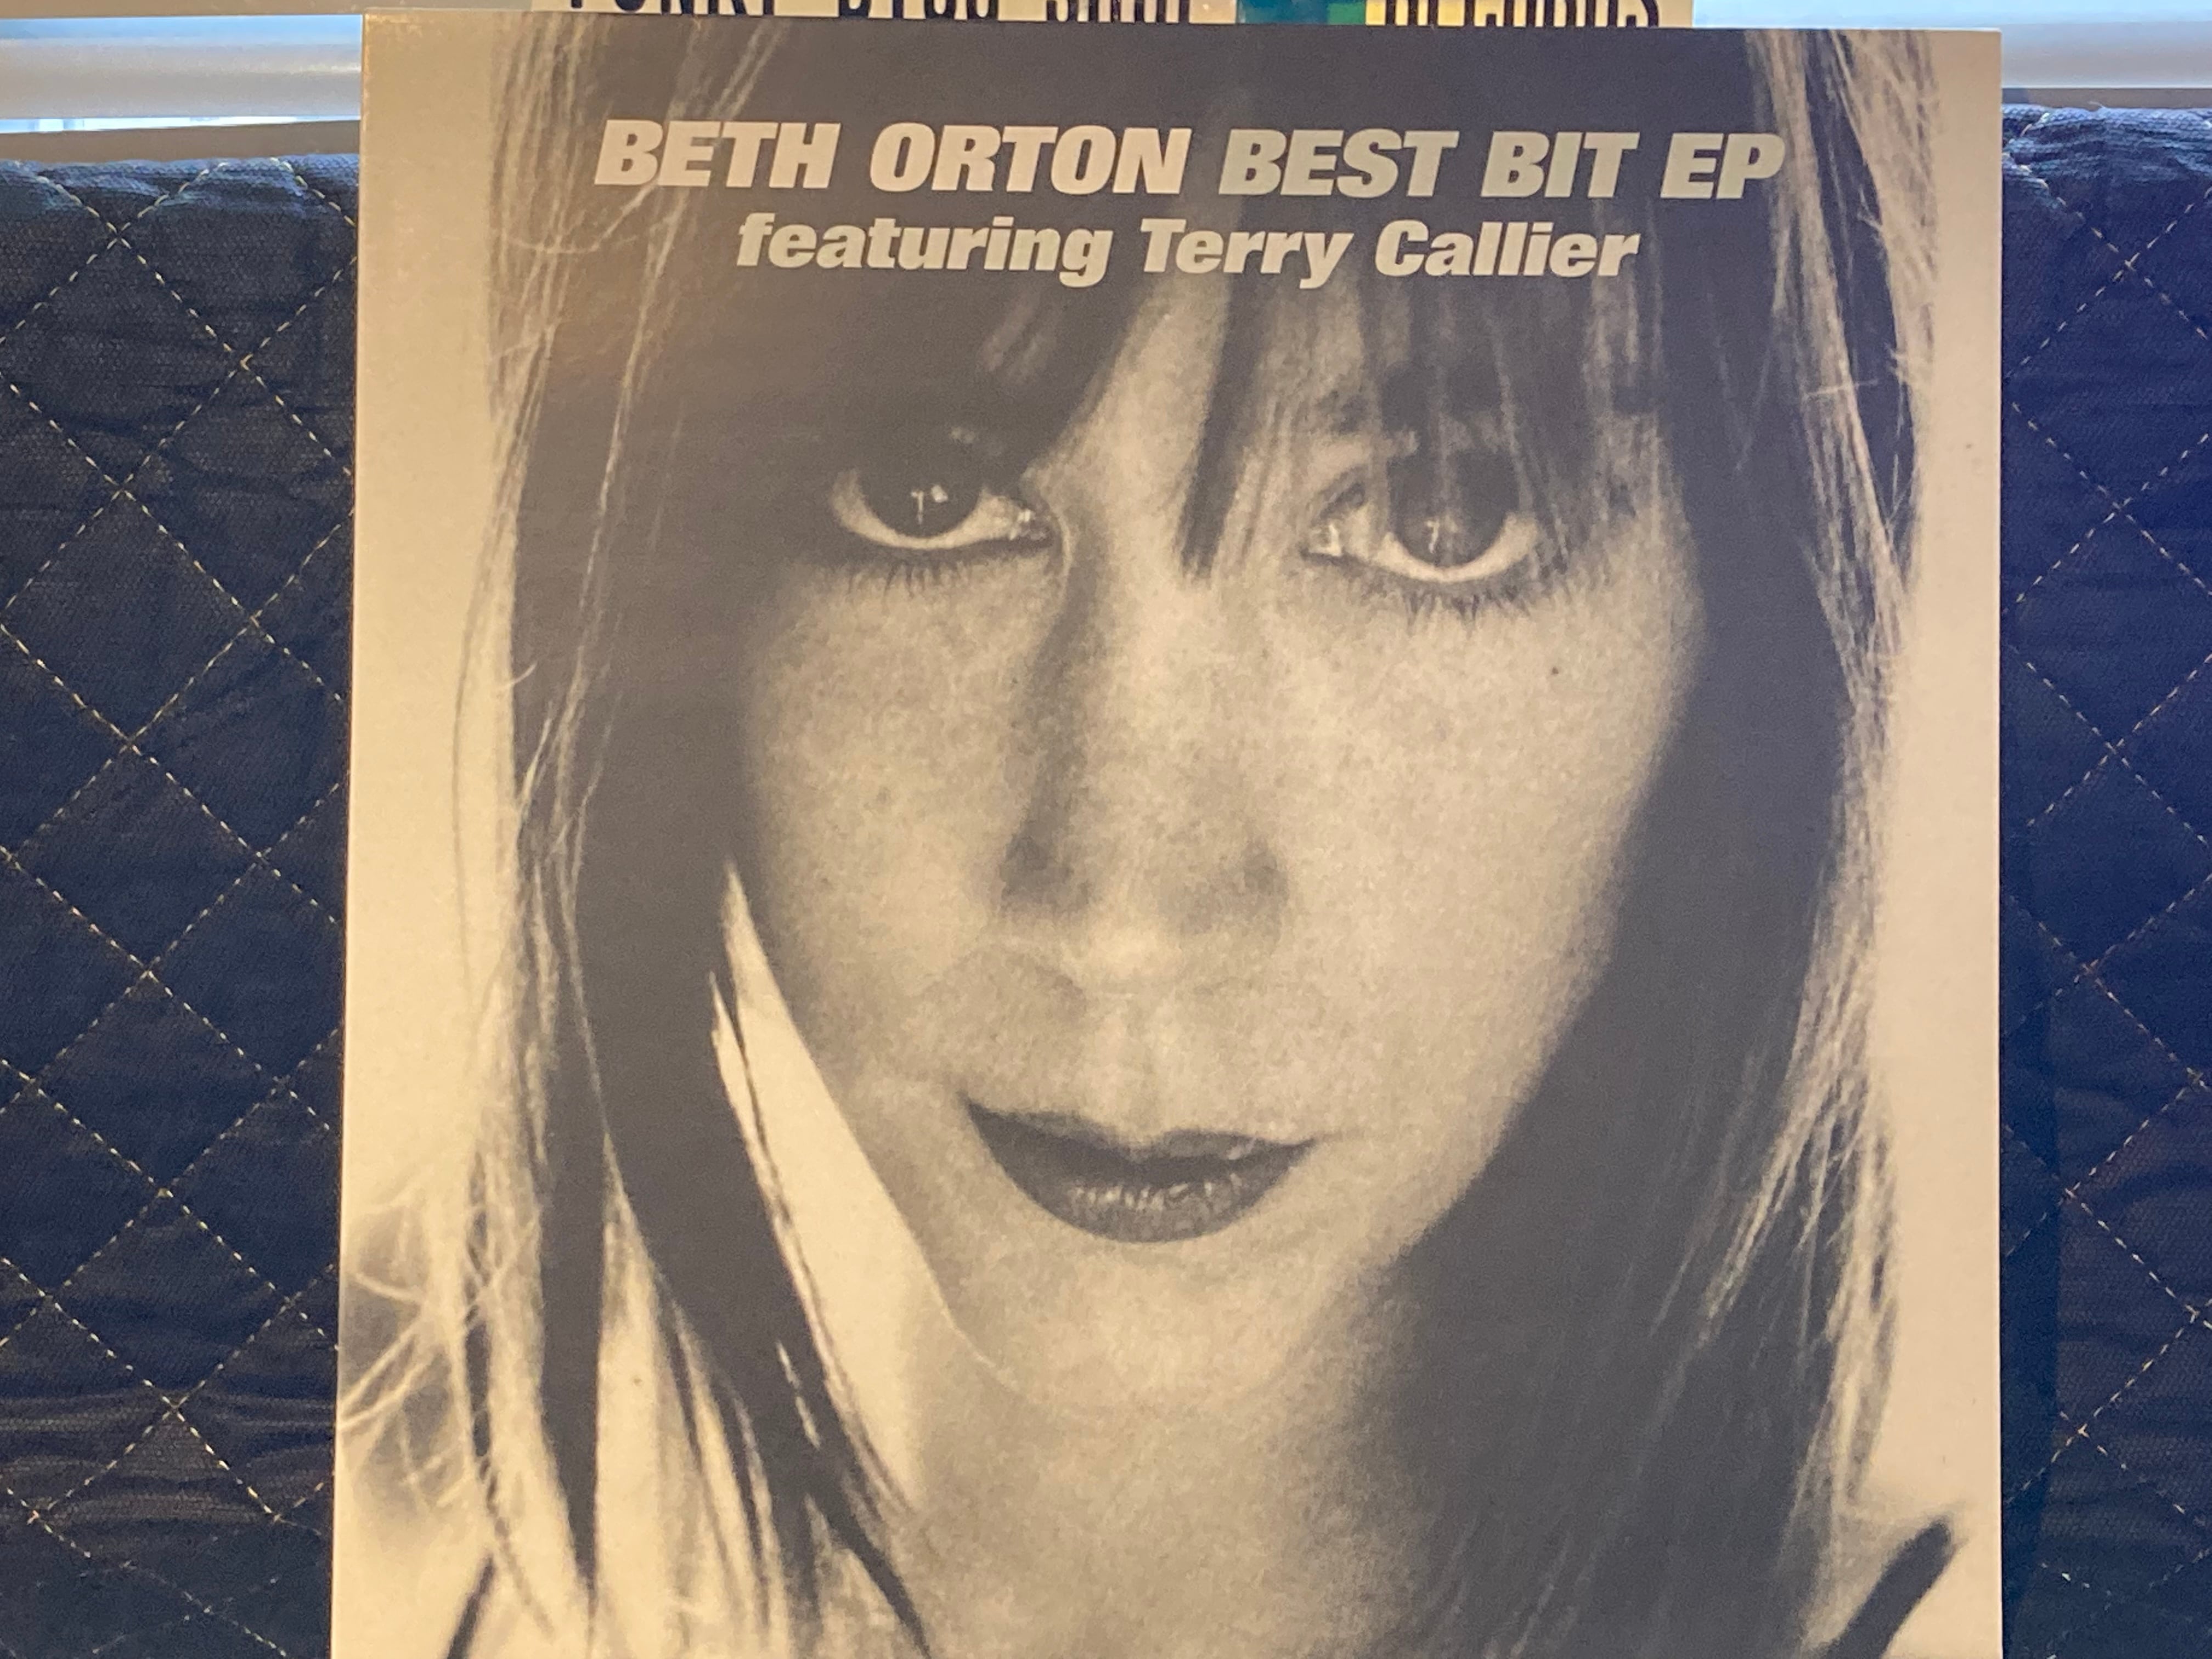 BETH ORTON BEST BIT EP
featuring Terry Callier